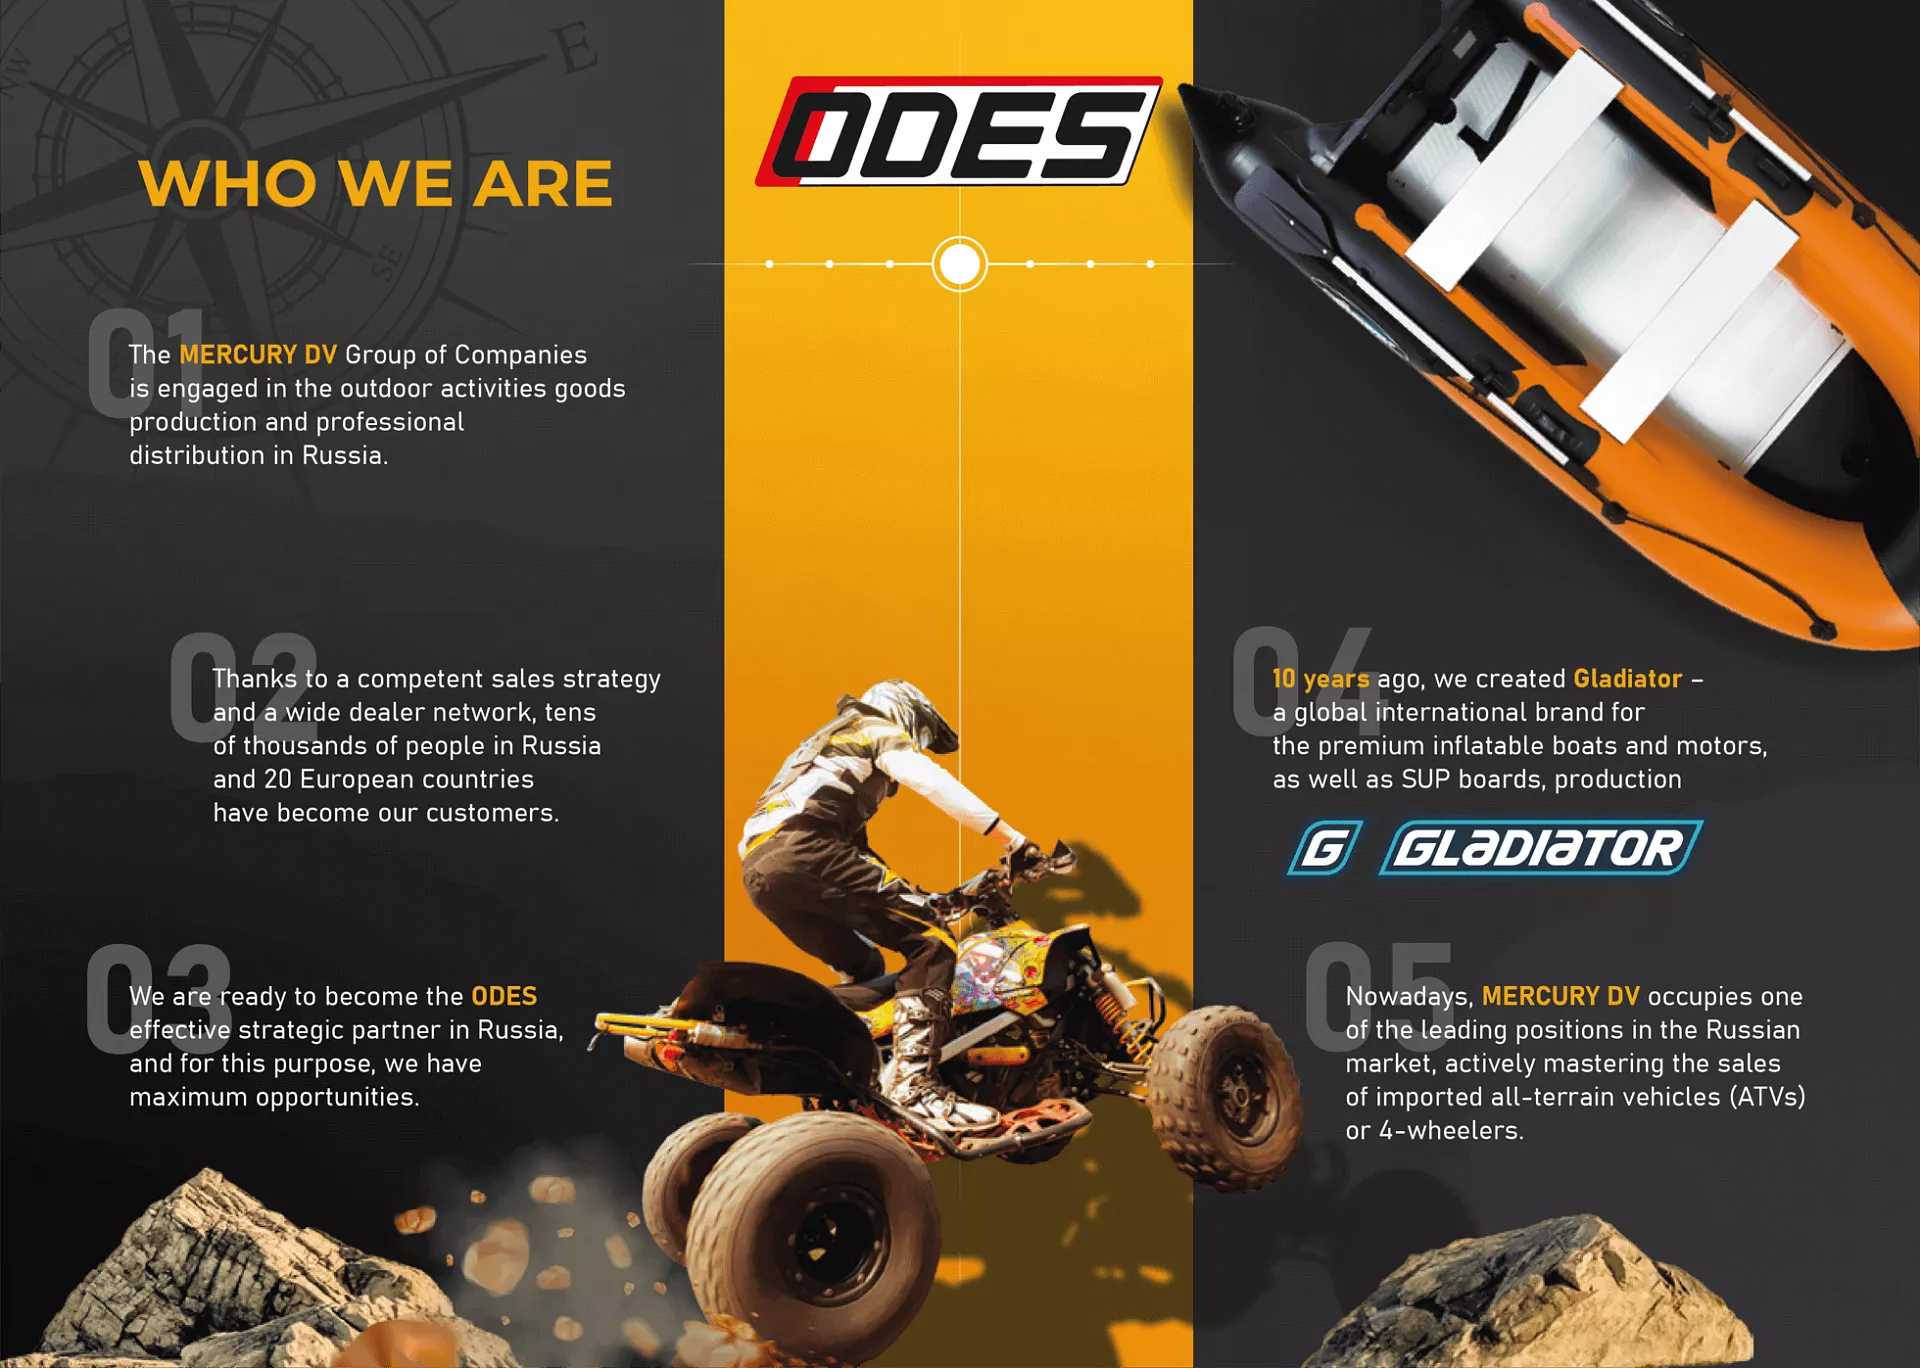 NW
E
SE
WHO WE ARE
01
The MERCURY DV Group of Companies
is engaged in the outdoor activities goods
production and professional
distribution in Russia.
02
Thanks to a competent sales strategy
and a wide dealer network, tens
of thousands of people in Russia
and 20 European countries
have become our customers.
03
We are ready to become the ODES
effective strategic partner in Russia,
and for this purpose, we have
maximum opportunities.
ODES
04
10 years ago, we created Gladiator –
a global international brand for
the premium inflatable boats and motors,
as well as SUP boards, production
G GLADIATOR
05
Nowadays, MERCURY DV occupies one
of the leading positions in the Russian
market, actively mastering the sales
of imported all-terrain vehicles (ATVs)
or 4-wheelers.